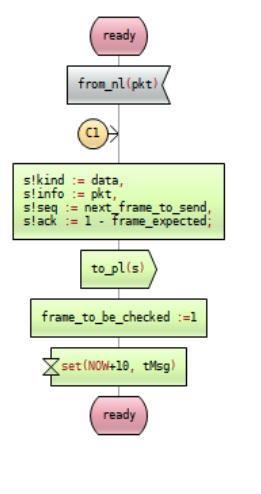 ready
from_nl(pkt)
C1
s!kind := data,
s!info := pkt,
s!seq := next_frame_to_send,
s!ack := 1 - frame_expected;
to_pl(s)
frame_to_be_checked :=1
set(NOW+10, tMsg)
ready